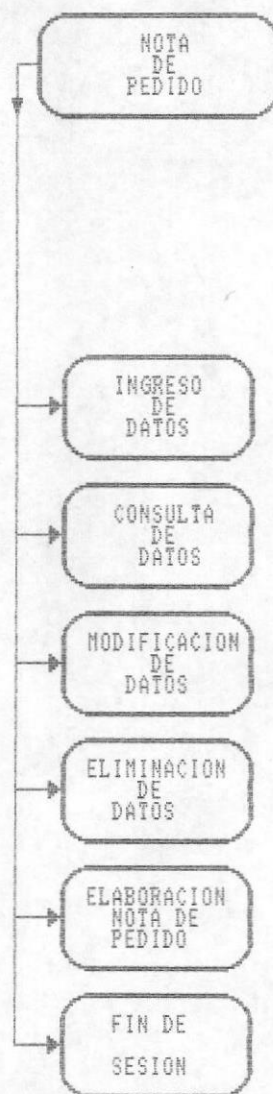 NOTA
DE
PEDIDO
INGRESO
DE
DATOS
CONSULTA
DE
DATOS
MODIFICACION
DE
DATOS
ELIMINACION
DE
DATOS
ELABORACION
NOTA DE
PEDIDO
FIN DE
SESION